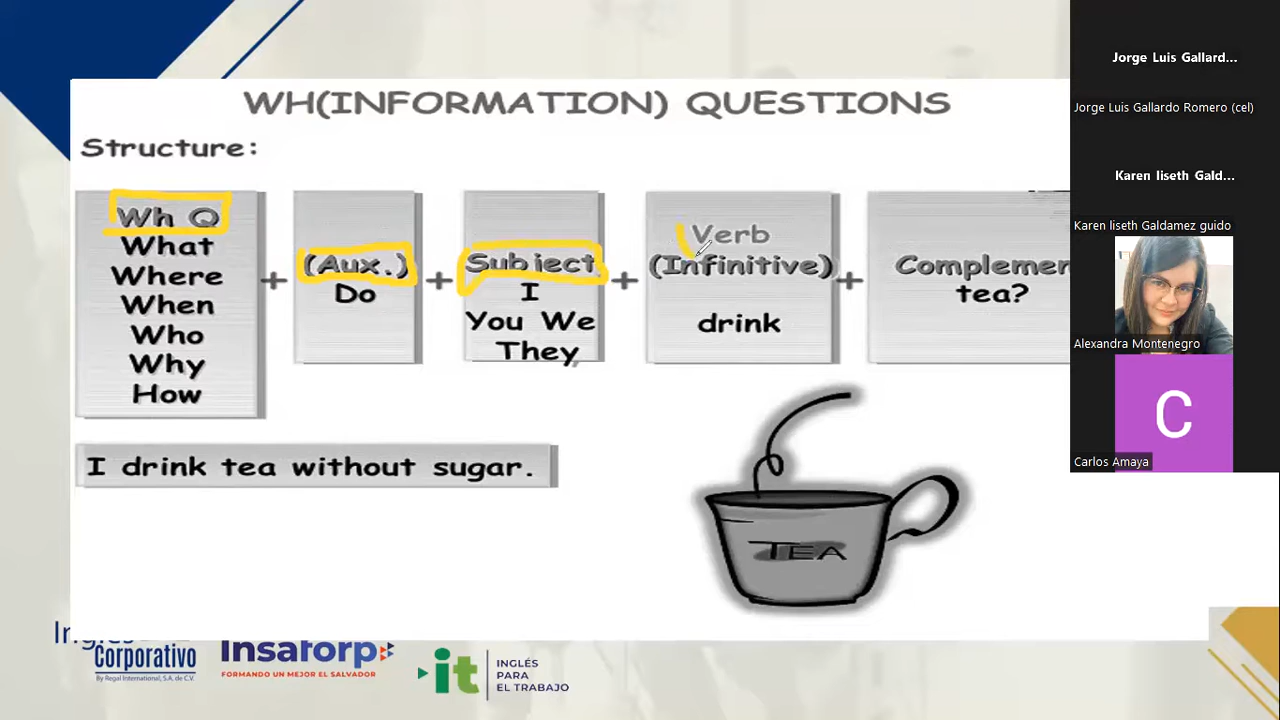 WH(INFORMATION) QUESTIONS
Structure:
Wh Q
What
Where
When
Who
Why
How
+
(Aux.)
Do
+
Subject
I
You We
They
+
Verb
(Infinitive)
drink
+
Complemen
tea?
I drink tea without sugar.
TEA
Corporativo
By Regal International, S.A. de C.V.
Insaforp
FORMANDO UN MEJOR EL SALVADOR
it
INGLÉS
PARA
EL TRABAJO
Jorge Luis Gallard...
Jorge Luis Gallardo Romero (cel)
Karen liseth Gald...
Karen liseth Galdamez guido
Alexandra Montenegro
C
Carlos Amaya